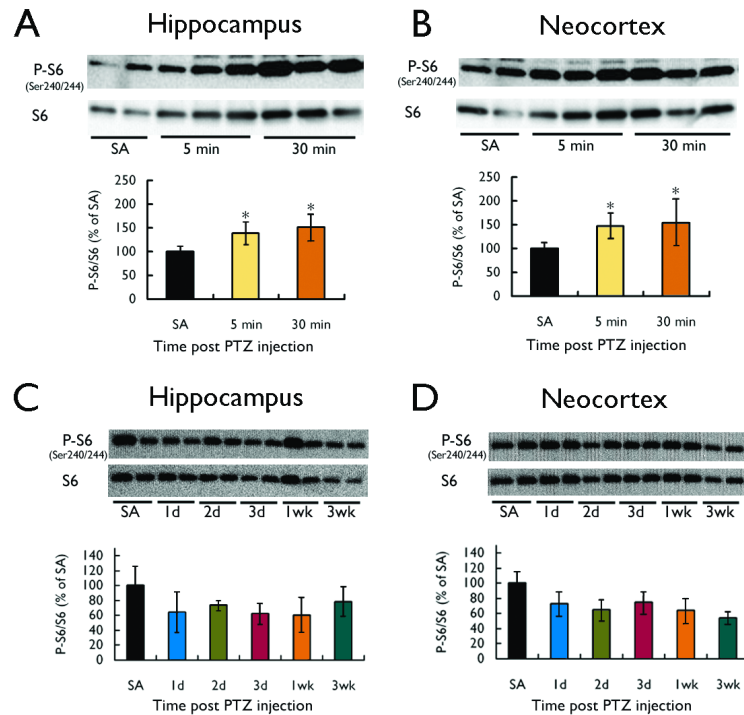 A
Hippocampus
P-S6
(Ser240/244)
S6
SA 5 min 30 min
P-S6/S6 (% of SA)
250
200
150
100
50
0
* *
SA 5 min 30 min
Time post PTZ injection
B
Neocortex
P-S6
(Ser240/244)
S6
SA 5 min 30 min
P-S6/S6 (% of SA)
250
200
150
100
50
0
* *
SA 5 min 30 min
Time post PTZ injection
C
Hippocampus
P-S6
(Ser240/244)
S6
SA 1d 2d 3d 1wk 3wk
P-S6/S6 (% of SA)
140
120
100
80
60
40
20
0
SA 1d 2d 3d 1wk 3wk
Time post PTZ injection
D
Neocortex
P-S6
(Ser240/244)
S6
SA 1d 2d 3d 1wk 3wk
P-S6/S6 (% of SA)
140
120
100
80
60
40
20
0
SA 1d 2d 3d 1wk 3wk
Time post PTZ injection